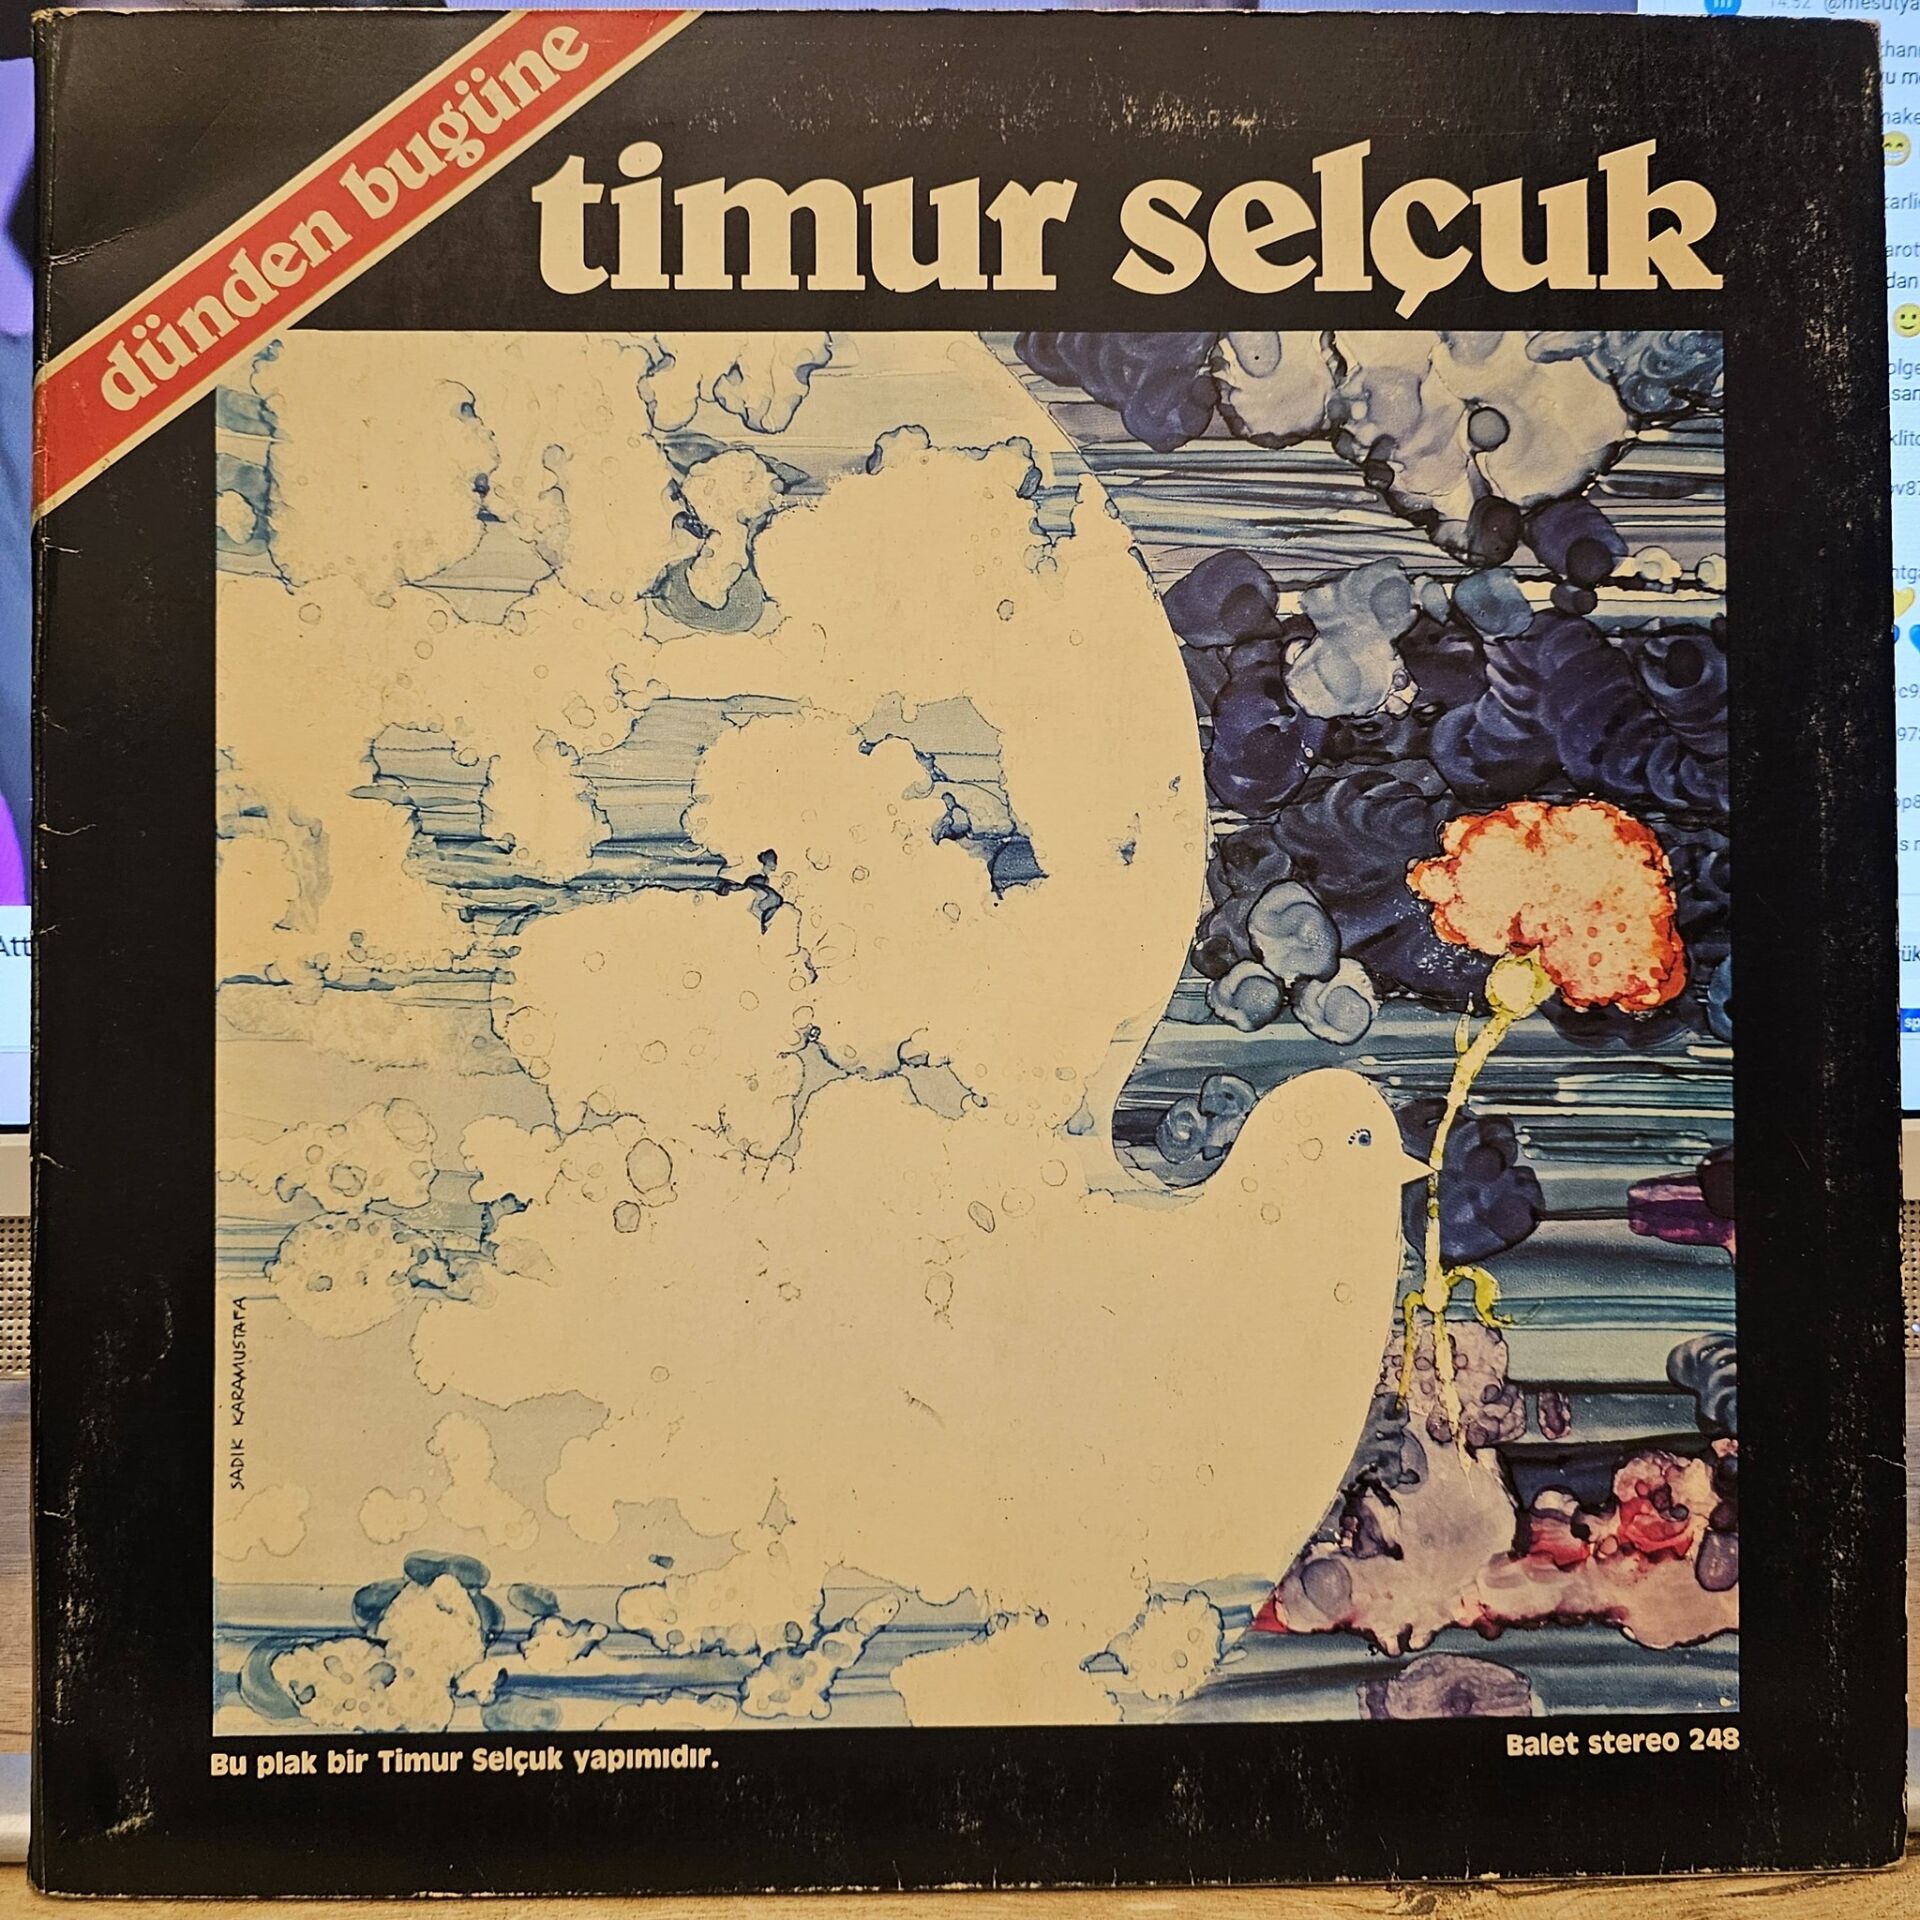 dünden bugüne
timur selçuk
SADIK KARAMUSTAFA
Bu plak bir Timur Selçuk yapımıdır.
Balet stereo 248